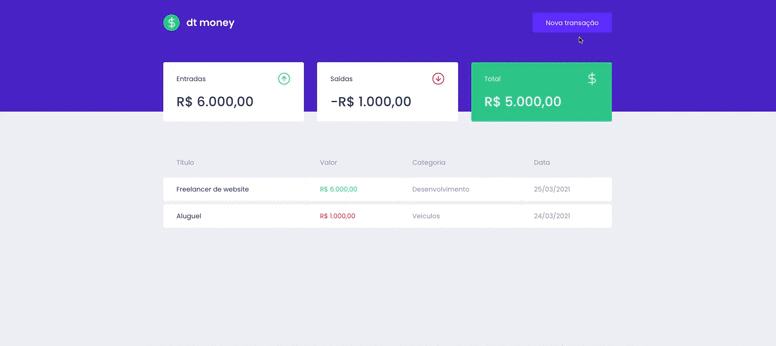 dt money
Nova transação
Entradas
R$ 6.000,00
Saídas
-R$ 1.000,00
Total
R$ 5.000,00
Título Valor Categoria Data
Freelancer de website R$ 6.000,00 Desenvolvimento 25/03/2021
Aluguel R$ 1.000,00 Veículos 24/03/2021